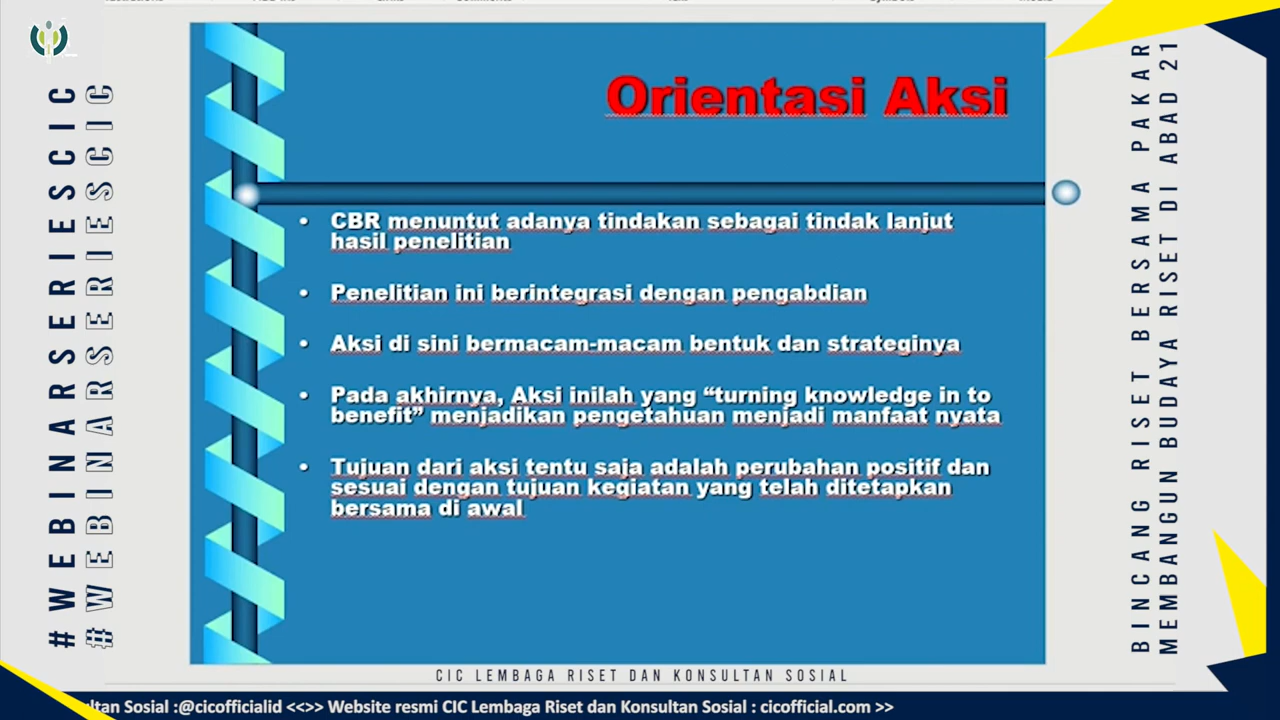 Orientasi Aksi
• CBR menuntut adanya tindakan sebagai tindak lanjut
hasil penelitian
• Penelitian ini berintegrasi dengan pengabdian
• Aksi di sini bermacam-macam bentuk dan strateginya
• Pada akhirnya, Aksi inilah yang “turning knowledge in to
benefit” menjadikan pengetahuan menjadi manfaat nyata
• Tujuan dari aksi tentu saja adalah perubahan positif dan
sesuai dengan tujuan kegiatan yang telah ditetapkan
bersama di awal
#WEBINARSERIESCIC
#WEBINARSERIESCIC
BINCANG RISET BERSAMA PAKAR
MEMBANGUN BUDAYA RISET DI ABAD 21
CIC LEMBAGA RISET DAN KONSULTAN SOSIAL
Sosial :@cicofficialid <<>> Website resmi CIC Lembaga Riset dan Konsultan Sosial : cicofficial.com >>